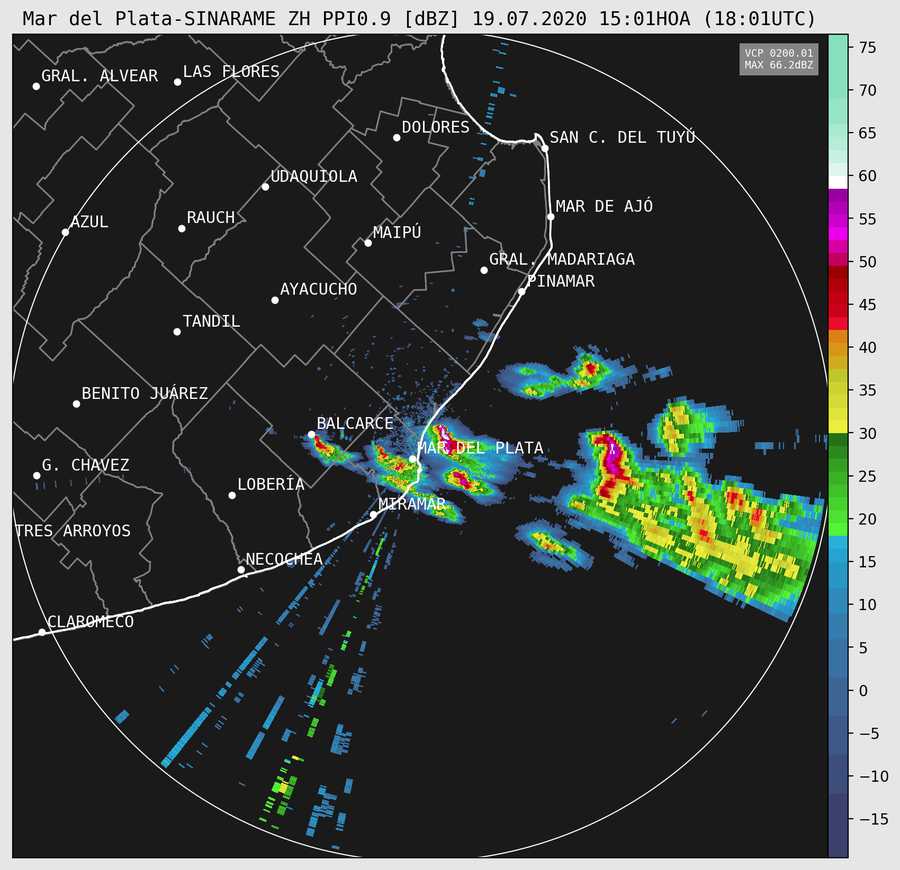 Mar del Plata-SINARAME ZH PPI0.9 [dBZ] 19.07.2020 15:01HOA (18:01UTC)
VCP 0200.01
MAX 66.2dBZ
GRAL. ALVEAR
LAS FLORES
DOLORES
SAN C. DEL TUYÚ
UDAQUIOLA
MAR DE AJÓ
AZUL
RAUCH
MAIPÚ
GRAL. MADARIAGA
PINAMAR
AYACUCHO
TANDIL
BENITO JUÁREZ
BALCARCE
MAR DEL PLATA
G. CHAVEZ
LOBERÍA
MIRAMAR
TRES ARROYOS
NECOCHEA
CLAROMECO
75
70
65
60
55
50
45
40
35
30
25
20
15
10
5
0
−5
−10
−15